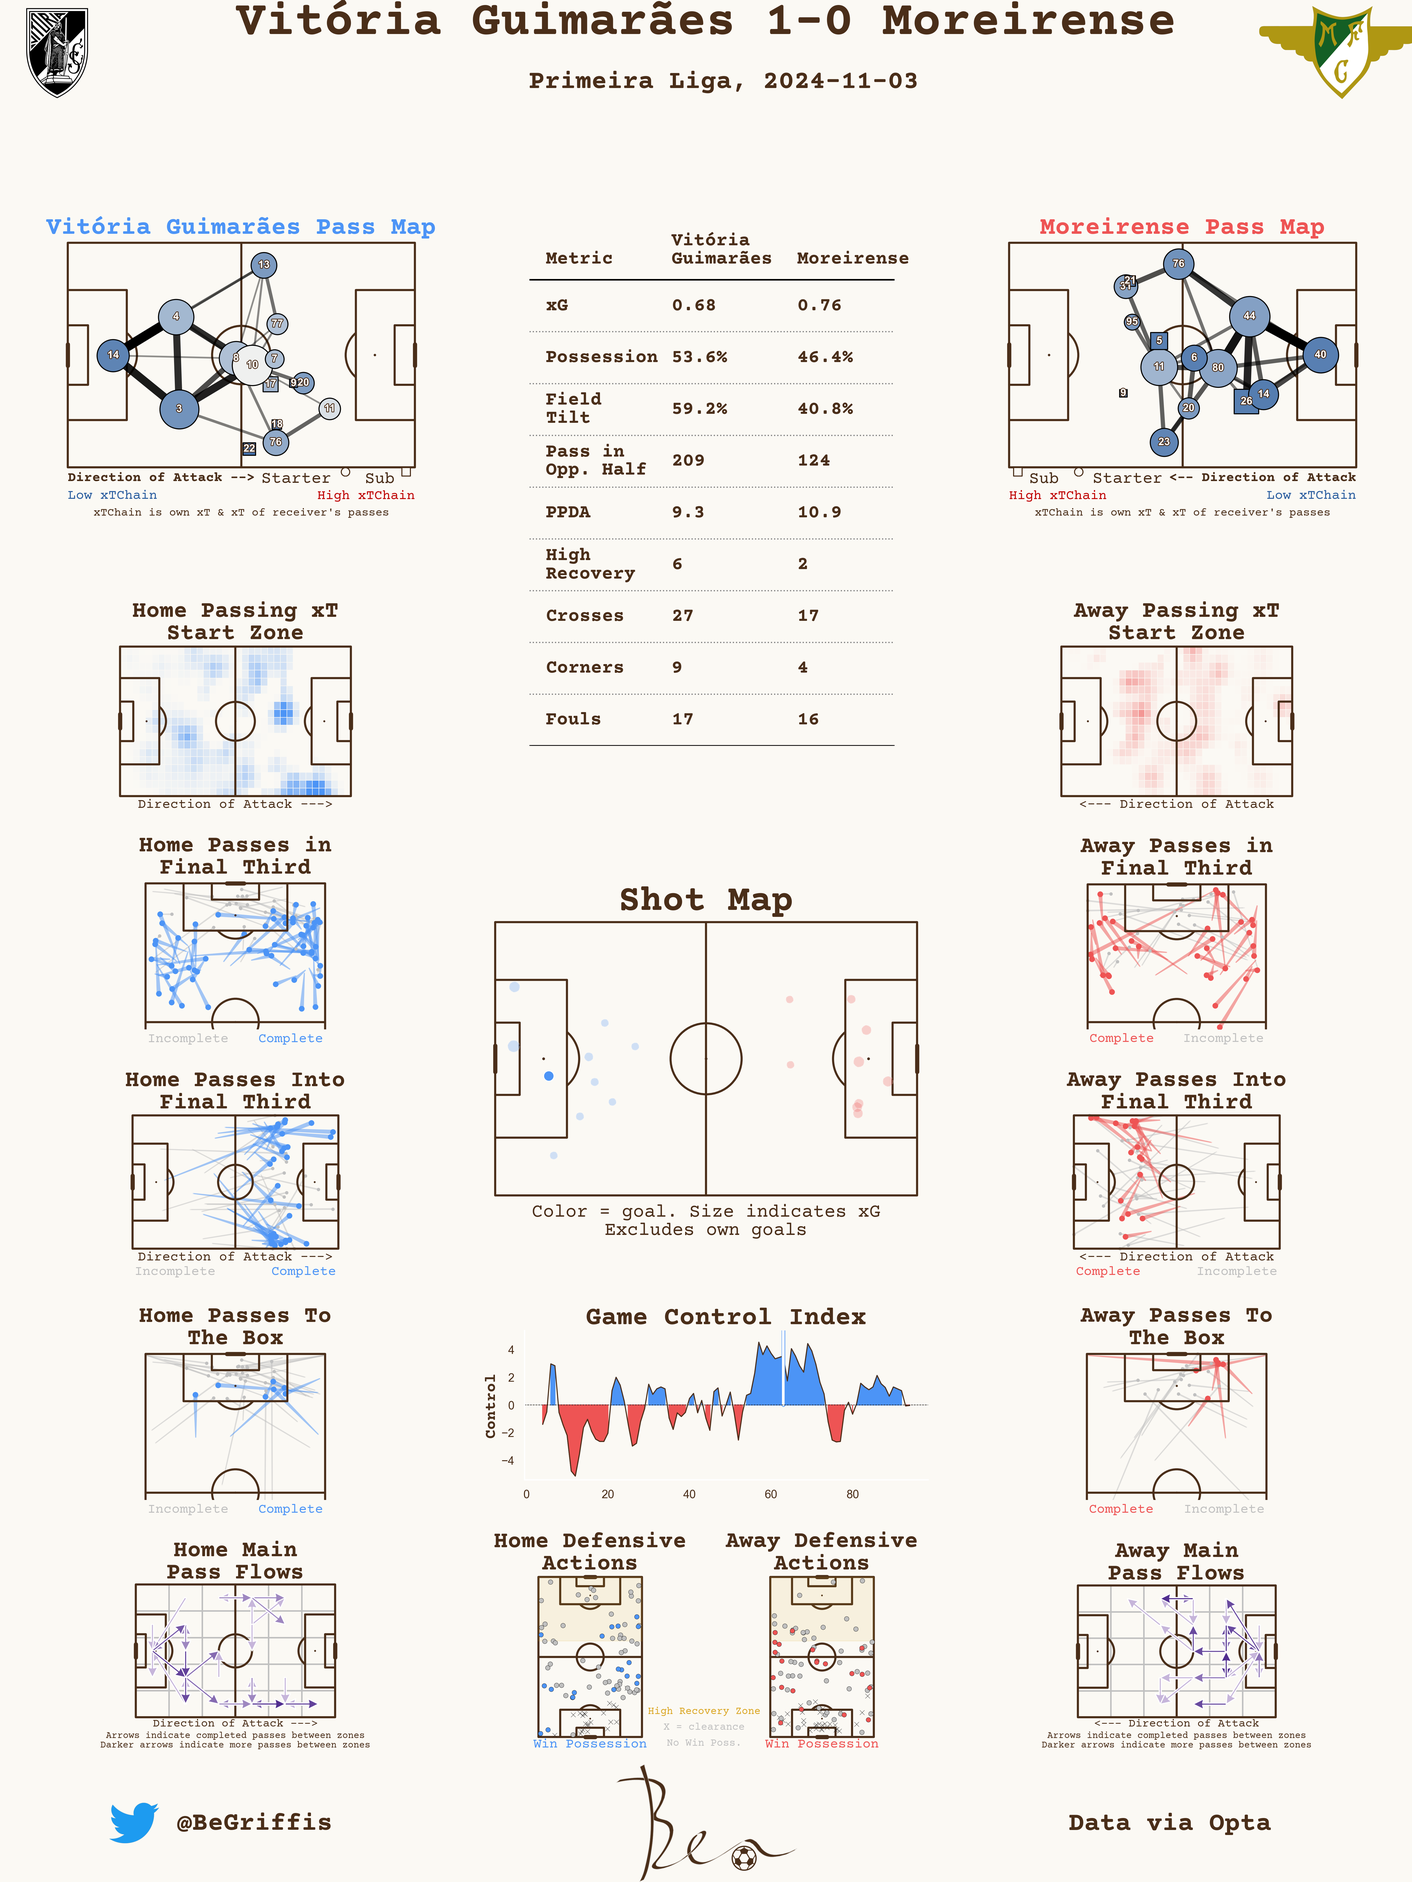 Vitória Guimarães 1-0 Moreirense
Primeira Liga, 2024-11-03
Vitória Guimarães Pass Map
13
4
77
14
8
10
7
17
9
20
3
11
18
76
22
Direction of Attack --> Starter Sub
Low xTChain High xTChain
xTChain is own xT & xT of receiver's passes
Metric Vitória Guimarães Moreirense
xG 0.68 0.76
Possession 53.6% 46.4%
Field Tilt 59.2% 40.8%
Pass in Opp. Half 209 124
PPDA 9.3 10.9
High Recovery 6 2
Crosses 27 17
Corners 9 4
Fouls 17 16
Moreirense Pass Map
76
21
44
95
5
6
40
11
80
9
26
14
20
23
Sub Starter <-- Direction of Attack
High xTChain Low xTChain
xTChain is own xT & xT of receiver's passes
Home Passing xT
Start Zone
Direction of Attack --->
Away Passing xT
Start Zone
<--- Direction of Attack
Home Passes in
Final Third
Incomplete Complete
Away Passes in
Final Third
Complete Incomplete
Shot Map
Color = goal. Size indicates xG
Excludes own goals
Home Passes Into
Final Third
Direction of Attack --->
Incomplete Complete
Away Passes Into
Final Third
<--- Direction of Attack
Complete Incomplete
Home Passes To
The Box
Incomplete Complete
Game Control Index
Control
4
2
0
−2
−4
0 20 40 60 80
Away Passes To
The Box
Complete Incomplete
Home Main
Pass Flows
Direction of Attack --->
Arrows indicate completed passes between zones
Darker arrows indicate more passes between zones
Home Defensive
Actions
Win Possession
High Recovery Zone
X = clearance
No Win Poss.
Away Defensive
Actions
Win Possession
Away Main
Pass Flows
<--- Direction of Attack
Arrows indicate completed passes between zones
Darker arrows indicate more passes between zones
@BeGriffis
Ben
Data via Opta
M F
C